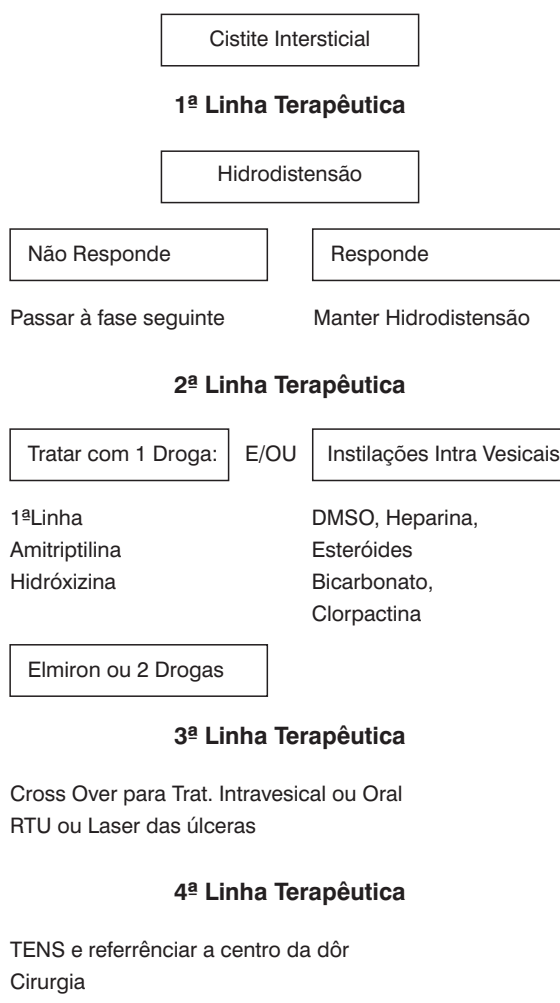 Cistite Intersticial
1ª Linha Terapêutica
Hidrodistensão
Não Responde
Responde
Passar à fase seguinte
Manter Hidrodistensão
2ª Linha Terapêutica
Tratar com 1 Droga:
E/OU
Instilações Intra Vesicais
1ªLinha
Amitriptilina
Hidróxizina
DMSO, Heparina,
Esteróides
Bicarbonato,
Clorpactina
Elmiron ou 2 Drogas
3ª Linha Terapêutica
Cross Over para Trat. Intravesical ou Oral
RTU ou Laser das úlceras
4ª Linha Terapêutica
TENS e referrênciar a centro da dôr
Cirurgia